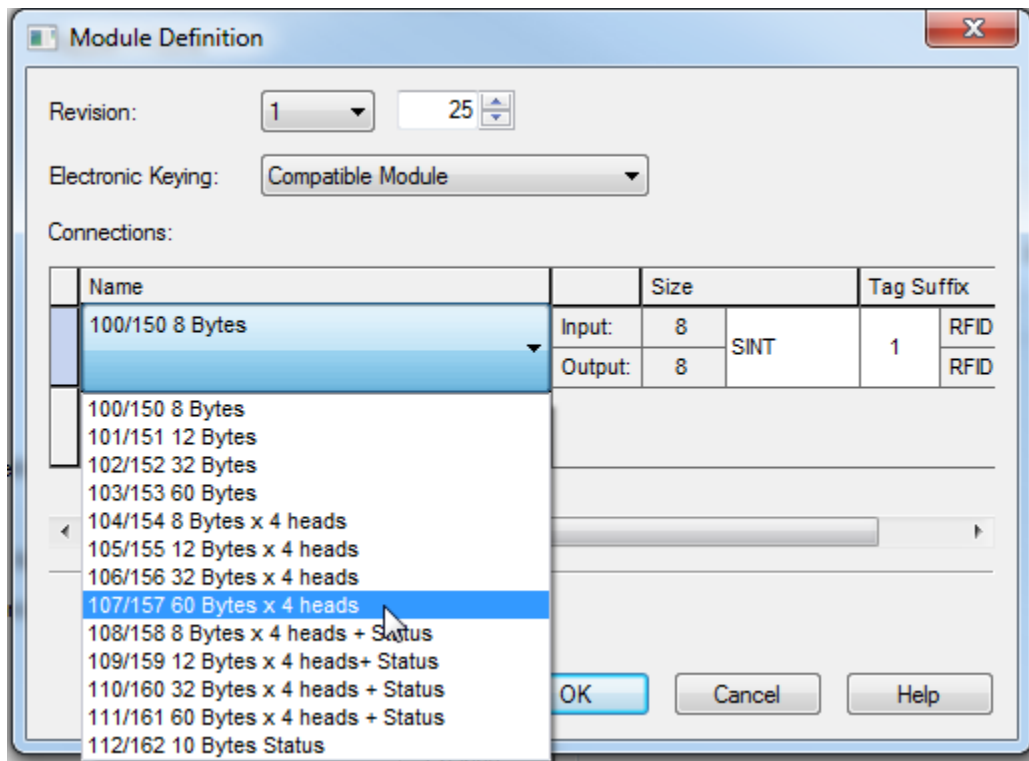 Module Definition
Revision: 1 25
Electronic Keying: Compatible Module
Connections:
Name Size Tag Suffix
100/150 8 Bytes Input: 8 SINT 1 RFID
Output: 8 RFID
100/150 8 Bytes
101/151 12 Bytes
102/152 32 Bytes
103/153 60 Bytes
104/154 8 Bytes x 4 heads
105/155 12 Bytes x 4 heads
106/156 32 Bytes x 4 heads
107/157 60 Bytes x 4 heads
108/158 8 Bytes x 4 heads + Status
109/159 12 Bytes x 4 heads+ Status
110/160 32 Bytes x 4 heads + Status
111/161 60 Bytes x 4 heads + Status
112/162 10 Bytes Status
OK Cancel Help